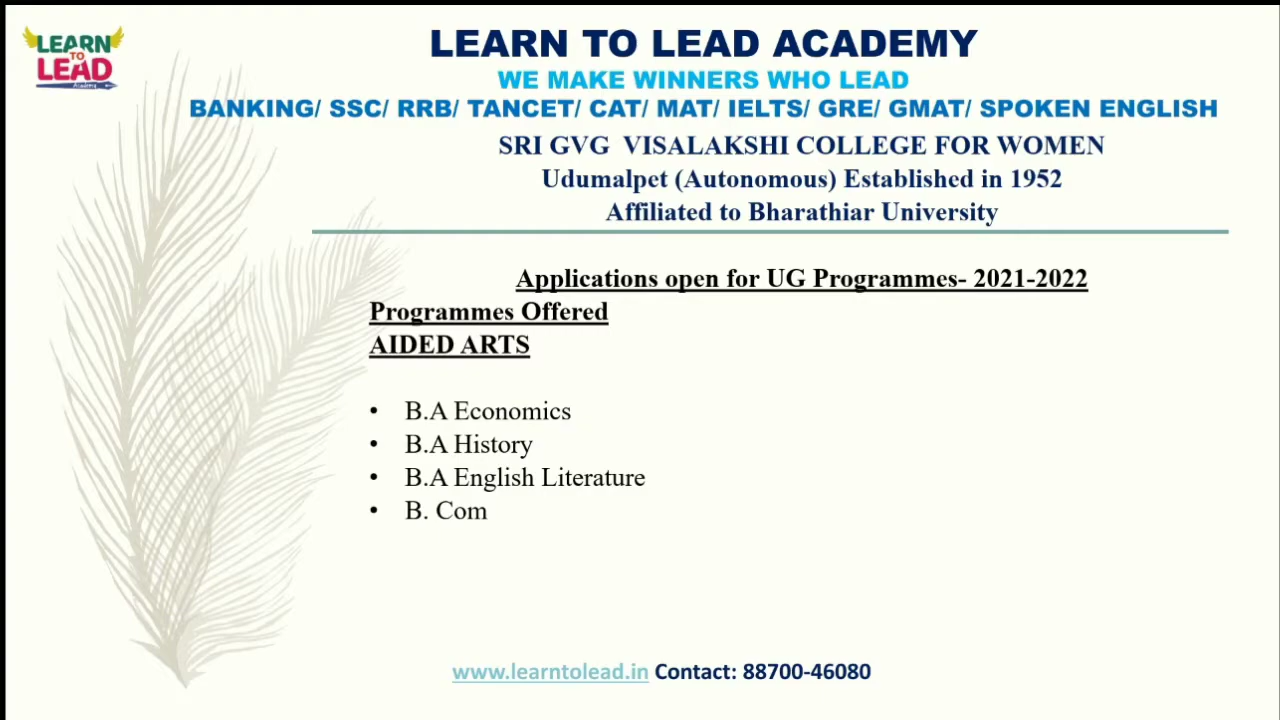 LEARN
TO
LEAD
Academy
LEARN TO LEAD ACADEMY
WE MAKE WINNERS WHO LEAD
BANKING/ SSC/ RRB/ TANCET/ CAT/ MAT/ IELTS/ GRE/ GMAT/ SPOKEN ENGLISH
SRI GVG VISALAKSHI COLLEGE FOR WOMEN
Udumalpet (Autonomous) Established in 1952
Affiliated to Bharathiar University
Applications open for UG Programmes- 2021-2022
Programmes Offered
AIDED ARTS
• B.A Economics
• B.A History
• B.A English Literature
• B. Com
www.learntolead.in Contact: 88700-46080